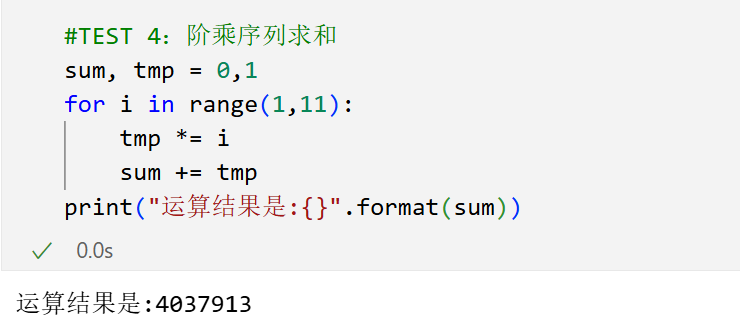 #TEST 4：阶乘序列求和
sum, tmp = 0,1
for i in range(1,11):
    tmp *= i
    sum += tmp
print("运算结果是:{}".format(sum))
✓ 0.0s
运算结果是:4037913